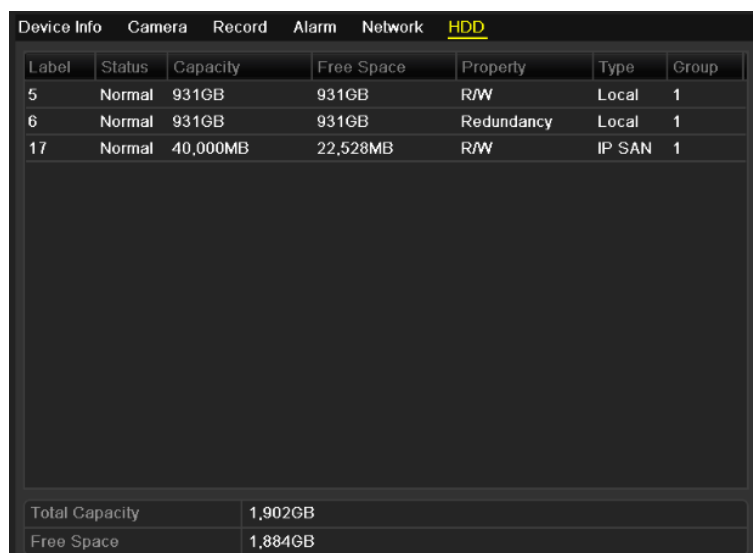 Device Info Camera Record Alarm Network HDD
Label Status Capacity Free Space Property Type Group
5 Normal 931GB 931GB R/W Local 1
6 Normal 931GB 931GB Redundancy Local 1
17 Normal 40,000MB 22,528MB R/W IP SAN 1
Total Capacity 1,902GB
Free Space 1,884GB